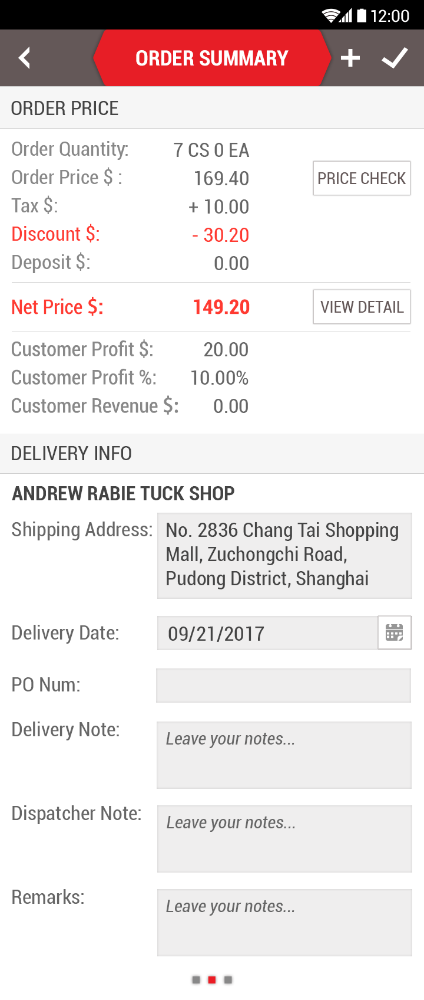 12:00
ORDER SUMMARY
ORDER PRICE
Order Quantity: 7 CS 0 EA
Order Price $ : 169.40
PRICE CHECK
Tax $: + 10.00
Discount $: - 30.20
Deposit $: 0.00
Net Price $: 149.20 VIEW DETAIL
Customer Profit $: 20.00
Customer Profit %: 10.00%
Customer Revenue $: 0.00
DELIVERY INFO
ANDREW RABIE TUCK SHOP
Shipping Address: No. 2836 Chang Tai Shopping
Mall, Zuchongchi Road,
Pudong District, Shanghai
Delivery Date: 09/21/2017
PO Num:
Delivery Note: Leave your notes...
Dispatcher Note: Leave your notes...
Remarks: Leave your notes...